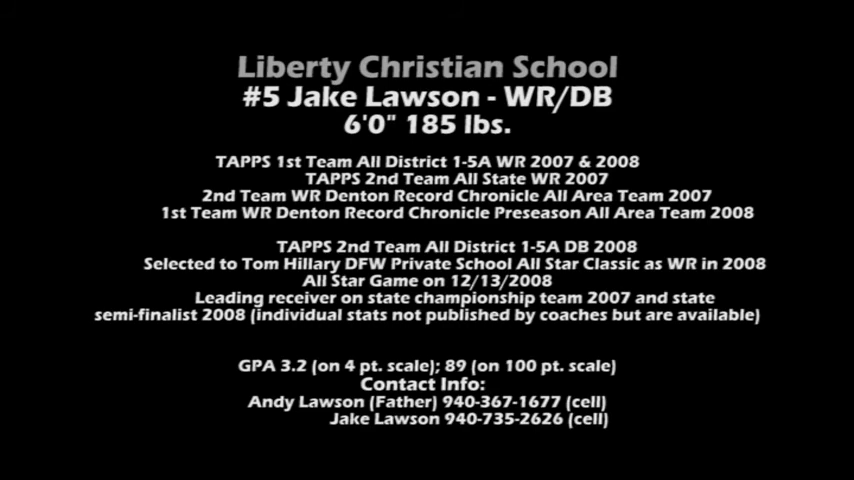 Liberty Christian School
#5 Jake Lawson - WR/DB
6'0" 185 lbs.
TAPPS 1st Team All District 1-5A WR 2007 & 2008
TAPPS 2nd Team All State WR 2007
2nd Team WR Denton Record Chronicle All Area Team 2007
1st Team WR Denton Record Chronicle Preseason All Area Team 2008
TAPPS 2nd Team All District 1-5A DB 2008
Selected to Tom Hillary DFW Private School All Star Classic as WR in 2008
All Star Game on 12/13/2008
Leading receiver on state championship team 2007 and state
semi-finalist 2008 (individual stats not published by coaches but are available)
GPA 3.2 (on 4 pt. scale); 89 (on 100 pt. scale)
Contact Info:
Andy Lawson (Father) 940-367-1677 (cell)
Jake Lawson 940-735-2626 (cell)